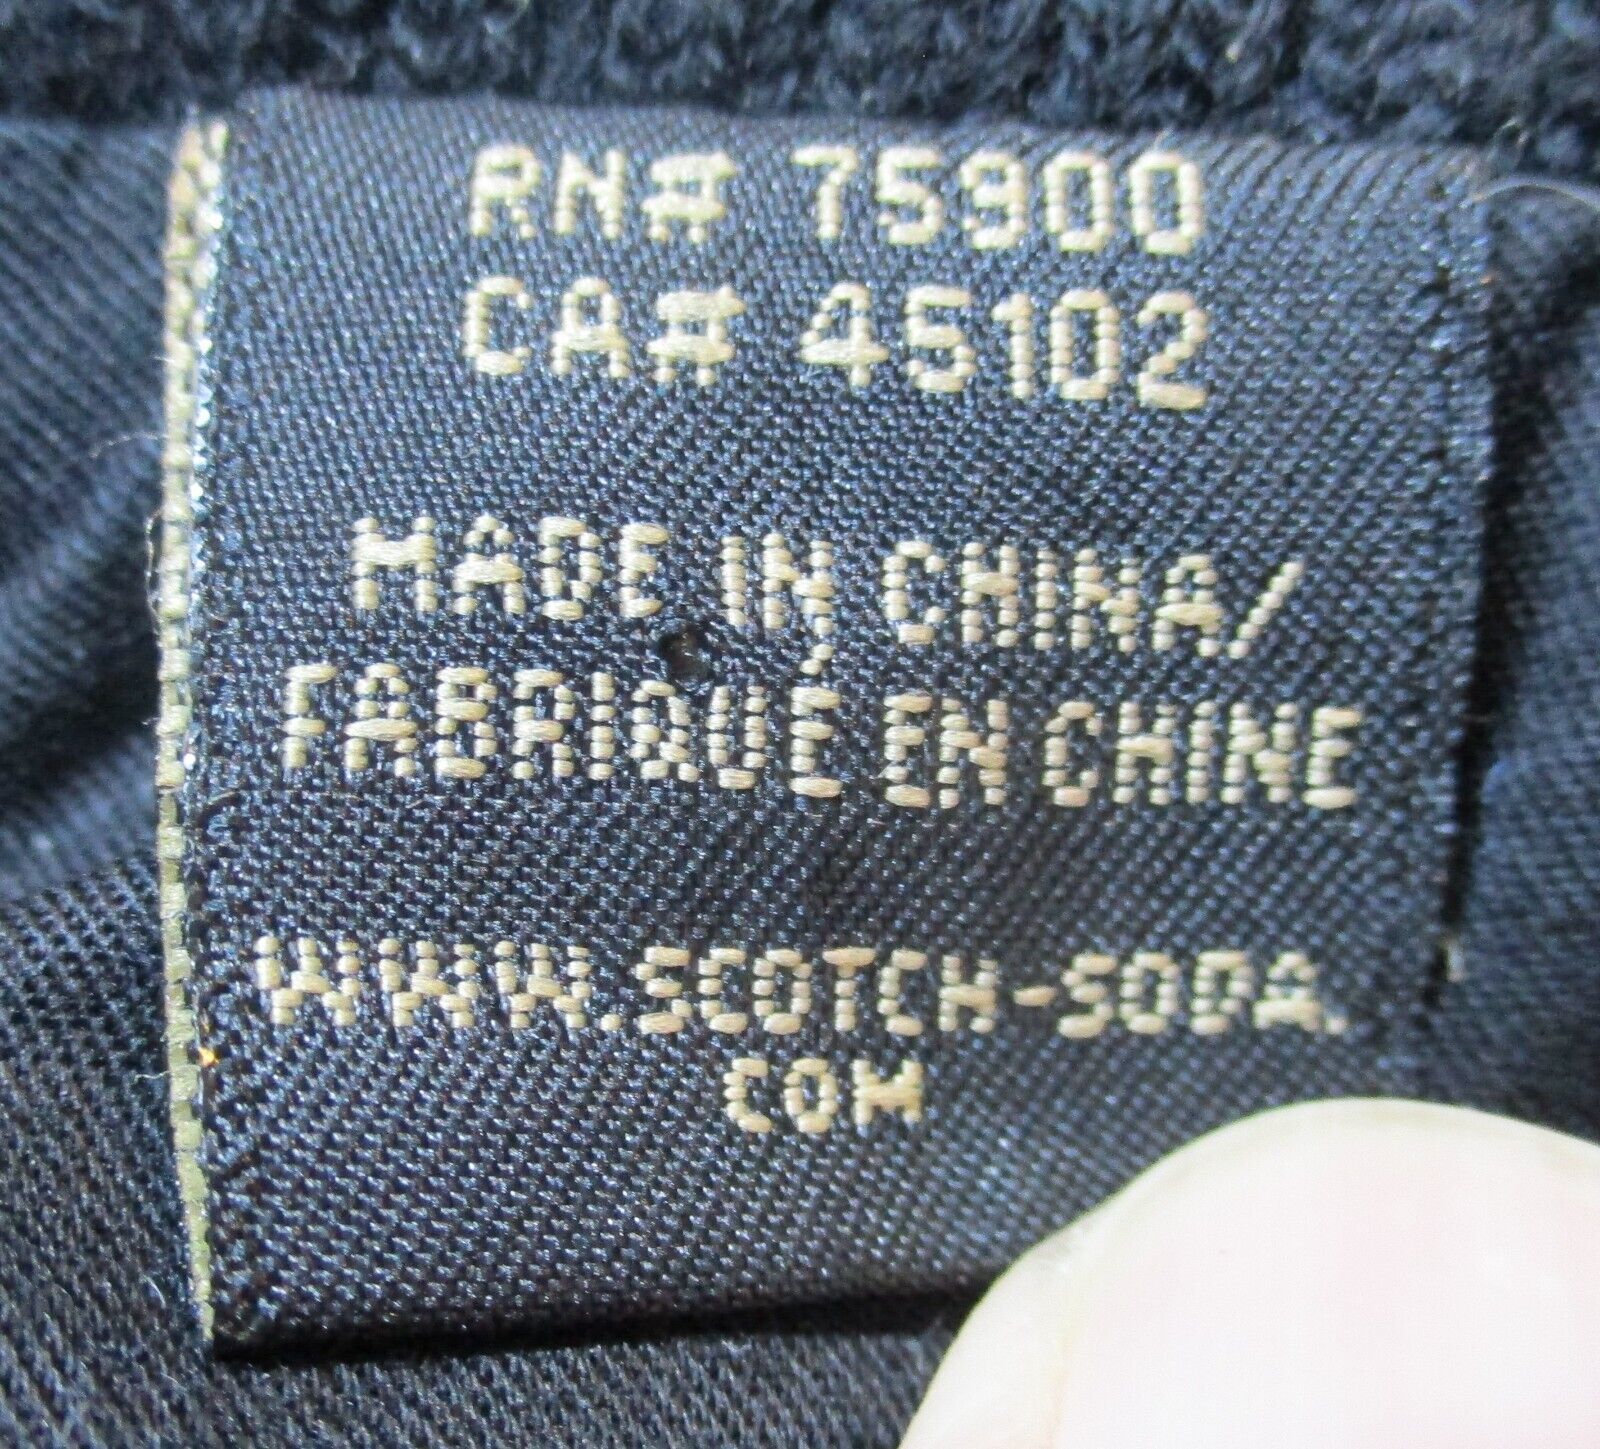 RN# 75900
CA# 45102
MADE IN CHINA/
FABRIQUÉ EN CHINE
WWW.SCOTCH-SODA.
COM